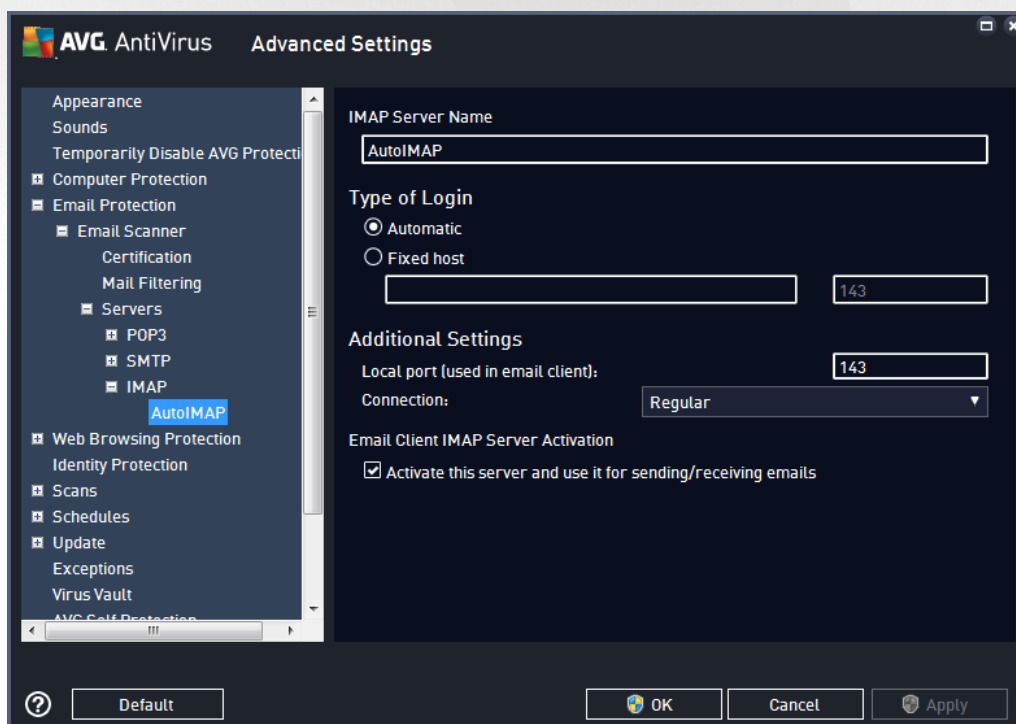 AVG. AntiVirus Advanced Settings
Appearance
Sounds
Temporarily Disable AVG Protecti
Computer Protection
Email Protection
Email Scanner
Certification
Mail Filtering
Servers
POP3
SMTP
IMAP
AutoIMAP
Web Browsing Protection
Identity Protection
Scans
Schedules
Update
Exceptions
Virus Vault
AVG Self Protection
IMAP Server Name
AutoIMAP
Type of Login
Automatic
Fixed host
143
Additional Settings
Local port (used in email client): 143
Connection: Regular
Email Client IMAP Server Activation
Activate this server and use it for sending/receiving emails
? Default OK Cancel Apply